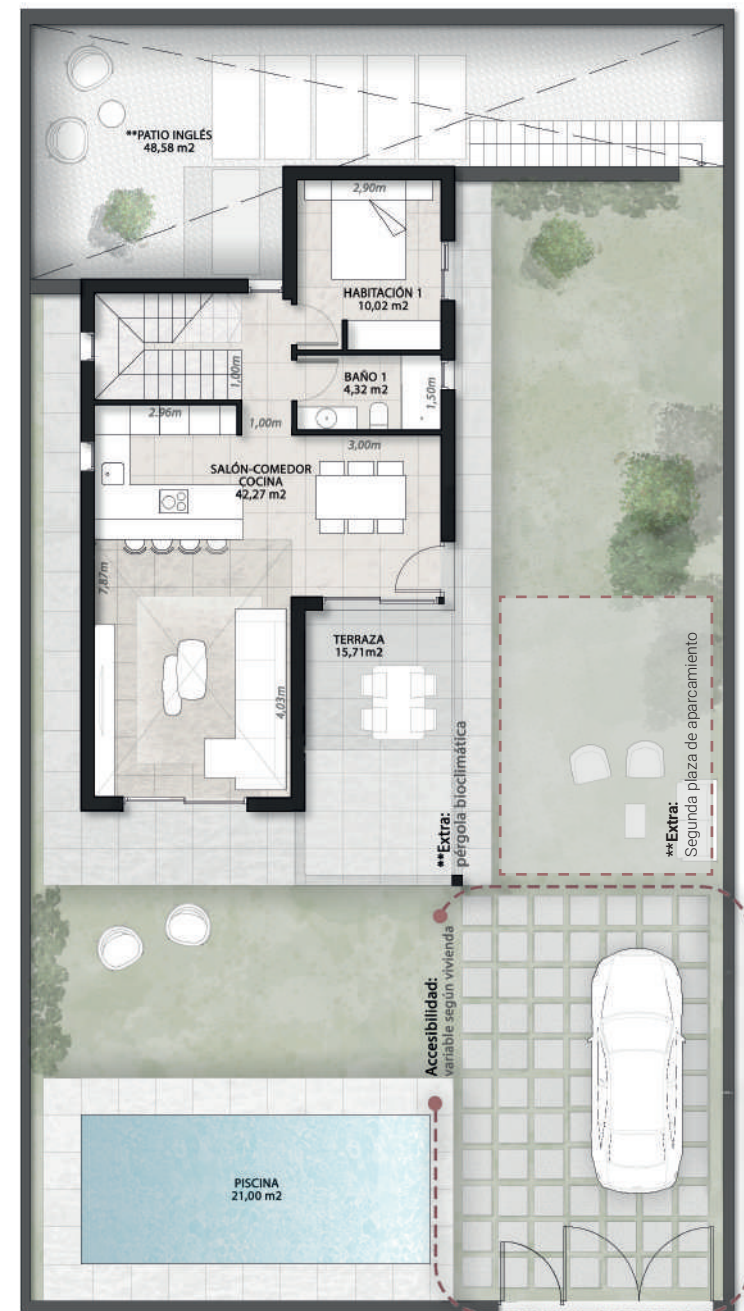 **PATIO INGLÉS
48,58 m2
2,90m
HABITACIÓN 1
10,02 m2
1,00m
BAÑO 1
4,32 m2
1,50m
2.96m
1,00m
3,00m
SALÓN-COMEDOR
COCINA
42,27 m2
7,87m
TERRAZA
15,71m2
4,03m
**Extra:
pérgola bioclimática
**Extra:
Segunda plaza de aparcamiento
Accesibilidad:
variable según vivienda
PISCINA
21,00 m2